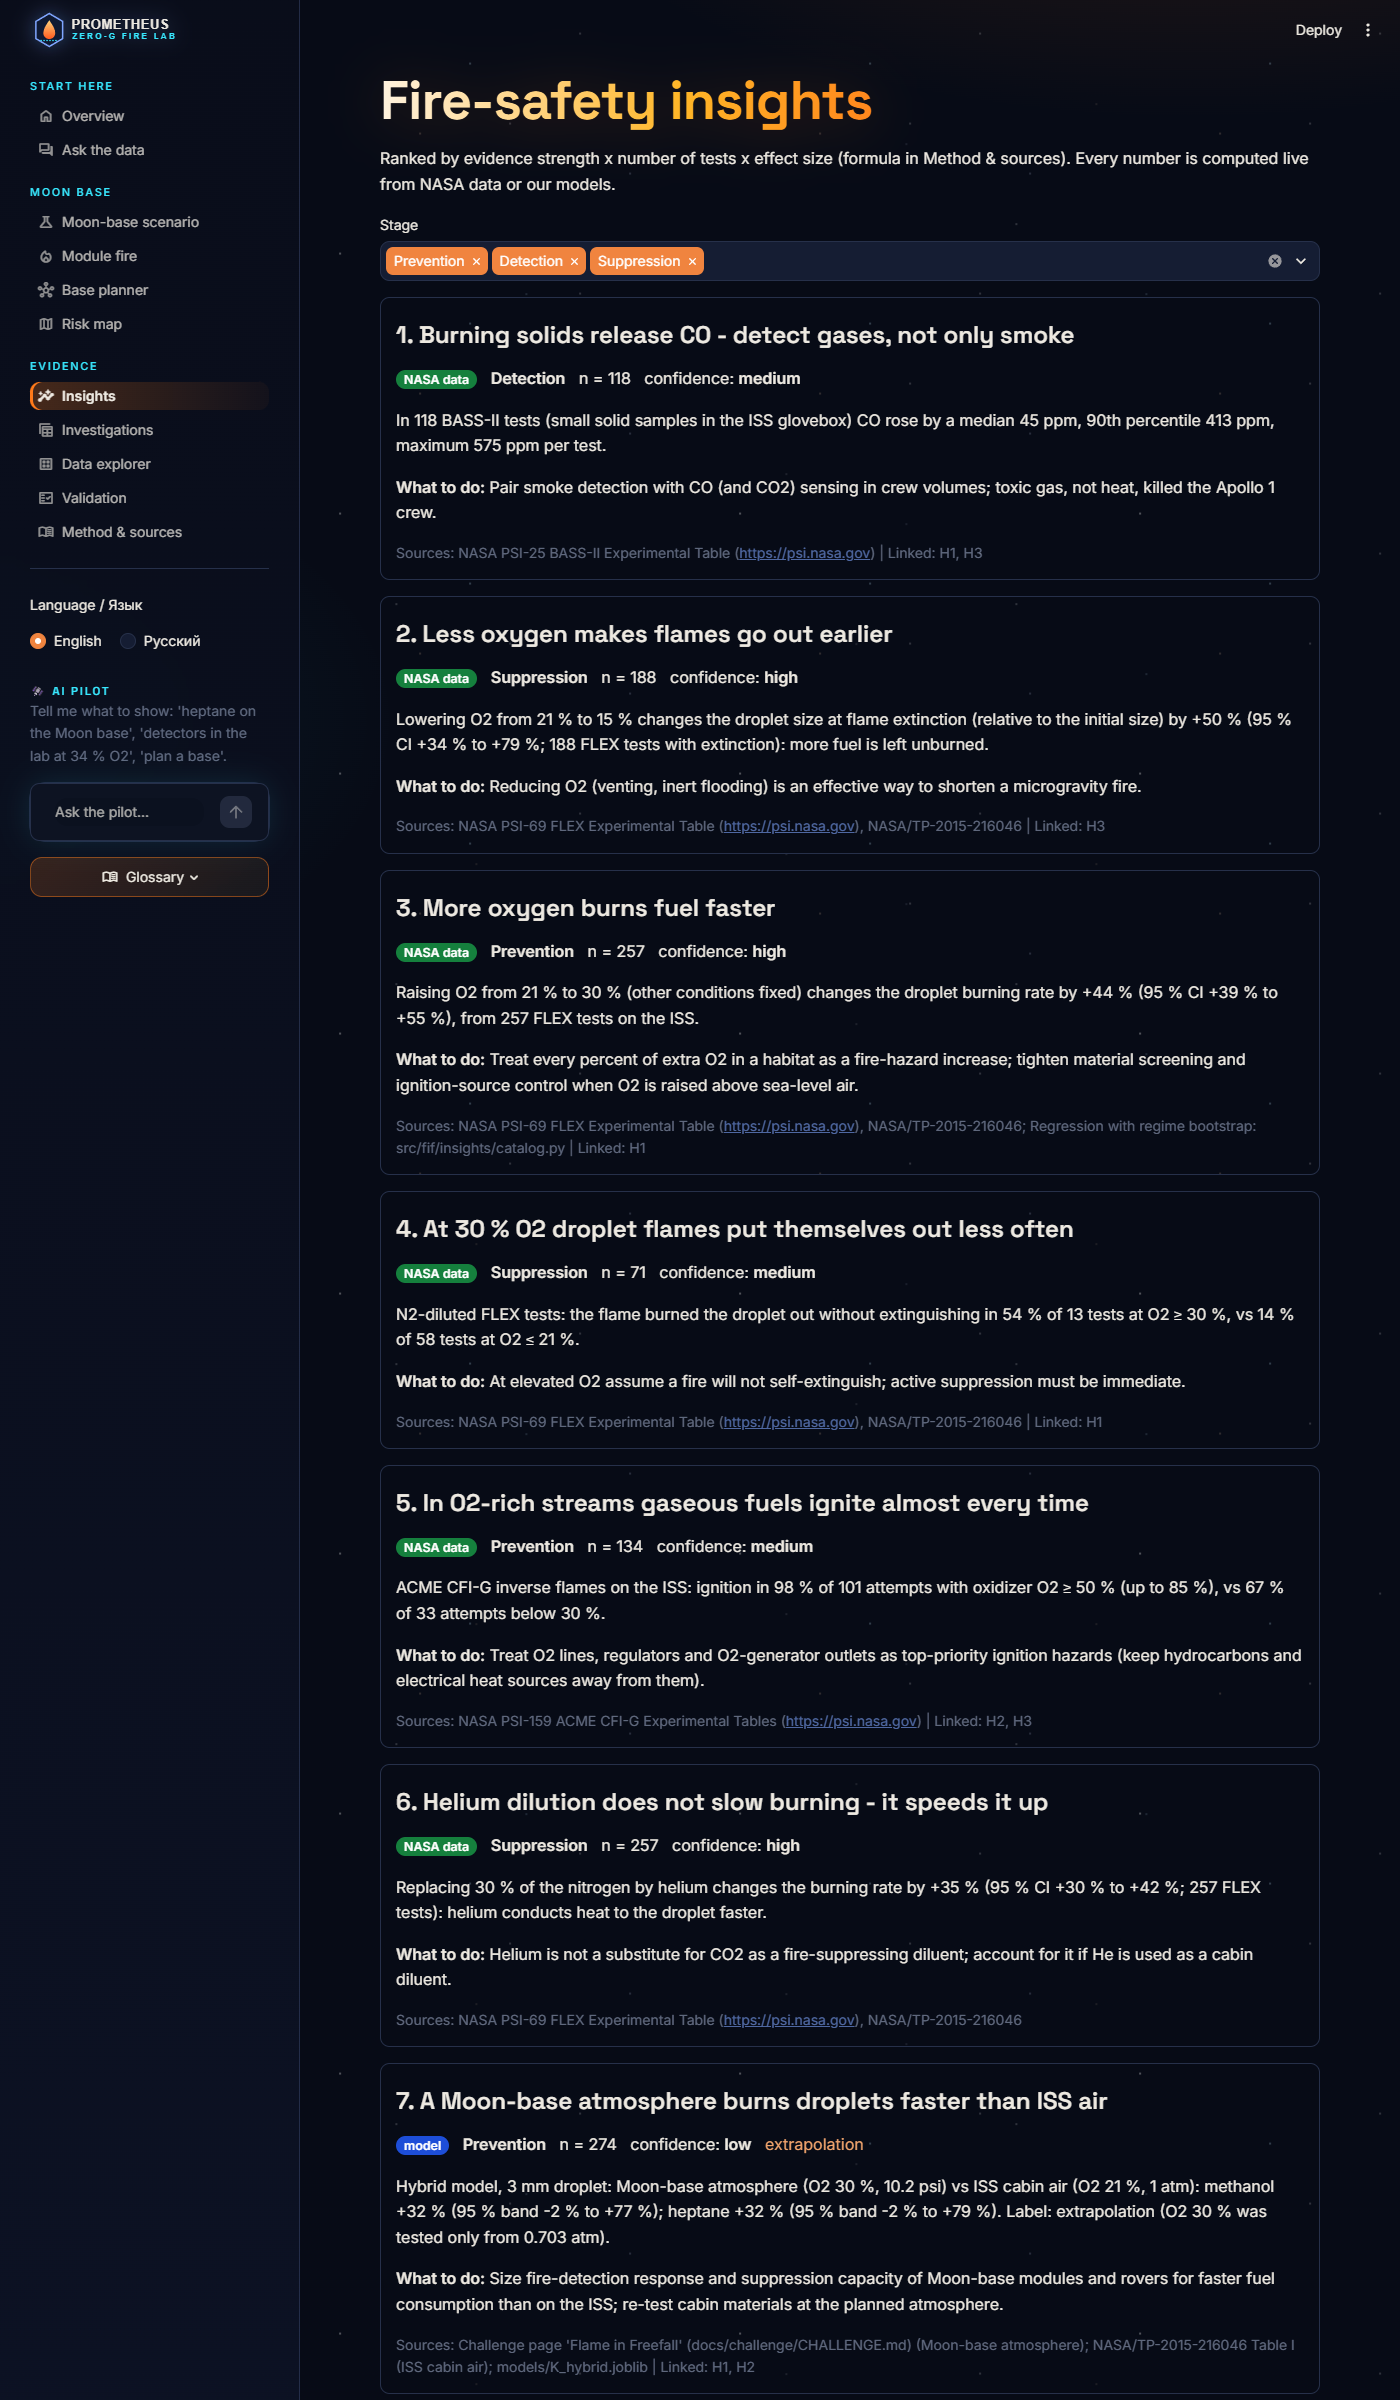 PROMETHEUS
ZERO-G FIRE LAB
START HERE
Overview
Ask the data
MOON BASE
Moon-base scenario
Module fire
Base planner
Risk map
EVIDENCE
Insights
Investigations
Data explorer
Validation
Method & sources
Language / Язык
English
Русский
AI PILOT
Tell me what to show: 'heptane on
the Moon base', 'detectors in the
lab at 34 % O2', 'plan a base'.
Ask the pilot...
Glossary
Deploy
Fire-safety insights
Ranked by evidence strength x number of tests x effect size (formula in Method & sources). Every number is computed live
from NASA data or our models.
Stage
Prevention × Detection × Suppression ×
1. Burning solids release CO - detect gases, not only smoke
NASA data Detection n = 118 confidence: medium
In 118 BASS-II tests (small solid samples in the ISS glovebox) CO rose by a median 45 ppm, 90th percentile 413 ppm,
maximum 575 ppm per test.
What to do: Pair smoke detection with CO (and CO2) sensing in crew volumes; toxic gas, not heat, killed the Apollo 1
crew.
Sources: NASA PSI-25 BASS-II Experimental Table (https://psi.nasa.gov) | Linked: H1, H3
2. Less oxygen makes flames go out earlier
NASA data Suppression n = 188 confidence: high
Lowering O2 from 21 % to 15 % changes the droplet size at flame extinction (relative to the initial size) by +50 % (95 %
CI +34 % to +79 %; 188 FLEX tests with extinction): more fuel is left unburned.
What to do: Reducing O2 (venting, inert flooding) is an effective way to shorten a microgravity fire.
Sources: NASA PSI-69 FLEX Experimental Table (https://psi.nasa.gov), NASA/TP-2015-216046 | Linked: H3
3. More oxygen burns fuel faster
NASA data Prevention n = 257 confidence: high
Raising O2 from 21 % to 30 % (other conditions fixed) changes the droplet burning rate by +44 % (95 % CI +39 % to
+55 %), from 257 FLEX tests on the ISS.
What to do: Treat every percent of extra O2 in a habitat as a fire-hazard increase; tighten material screening and
ignition-source control when O2 is raised above sea-level air.
Sources: NASA PSI-69 FLEX Experimental Table (https://psi.nasa.gov), NASA/TP-2015-216046; Regression with regime bootstrap:
src/fif/insights/catalog.py | Linked: H1
4. At 30 % O2 droplet flames put themselves out less often
NASA data Suppression n = 71 confidence: medium
N2-diluted FLEX tests: the flame burned the droplet out without extinguishing in 54 % of 13 tests at O2 ≥ 30 %, vs 14 %
of 58 tests at O2 ≤ 21 %.
What to do: At elevated O2 assume a fire will not self-extinguish; active suppression must be immediate.
Sources: NASA PSI-69 FLEX Experimental Table (https://psi.nasa.gov), NASA/TP-2015-216046 | Linked: H1
5. In O2-rich streams gaseous fuels ignite almost every time
NASA data Prevention n = 134 confidence: medium
ACME CFI-G inverse flames on the ISS: ignition in 98 % of 101 attempts with oxidizer O2 ≥ 50 % (up to 85 %), vs 67 %
of 33 attempts below 30 %.
What to do: Treat O2 lines, regulators and O2-generator outlets as top-priority ignition hazards (keep hydrocarbons and
electrical heat sources away from them).
Sources: NASA PSI-159 ACME CFI-G Experimental Tables (https://psi.nasa.gov) | Linked: H2, H3
6. Helium dilution does not slow burning - it speeds it up
NASA data Suppression n = 257 confidence: high
Replacing 30 % of the nitrogen by helium changes the burning rate by +35 % (95 % CI +30 % to +42 %; 257 FLEX
tests): helium conducts heat to the droplet faster.
What to do: Helium is not a substitute for CO2 as a fire-suppressing diluent; account for it if He is used as a cabin
diluent.
Sources: NASA PSI-69 FLEX Experimental Table (https://psi.nasa.gov), NASA/TP-2015-216046
7. A Moon-base atmosphere burns droplets faster than ISS air
model Prevention n = 274 confidence: low extrapolation
Hybrid model, 3 mm droplet: Moon-base atmosphere (O2 30 %, 10.2 psi) vs ISS cabin air (O2 21 %, 1 atm): methanol
+32 % (95 % band -2 % to +77 %); heptane +32 % (95 % band -2 % to +79 %). Label: extrapolation (O2 30 % was
tested only from 0.703 atm).
What to do: Size fire-detection response and suppression capacity of Moon-base modules and rovers for faster fuel
consumption than on the ISS; re-test cabin materials at the planned atmosphere.
Sources: Challenge page 'Flame in Freefall' (docs/challenge/CHALLENGE.md) (Moon-base atmosphere); NASA/TP-2015-216046 Table I
(ISS cabin air); models/K_hybrid.joblib | Linked: H1, H2